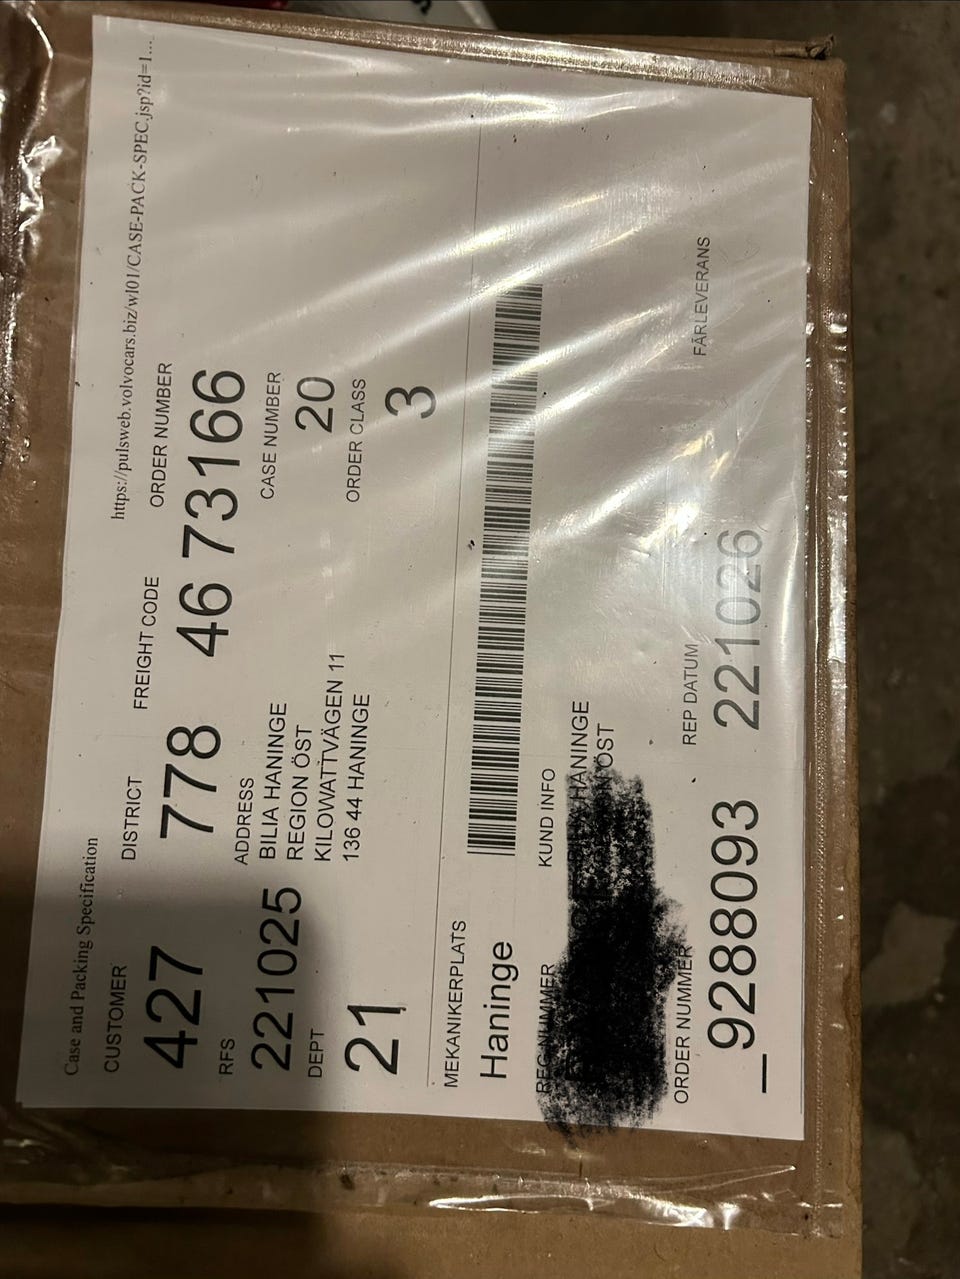 Case and Packing Specification
https://pulsweb.volvocars.biz/wl01/CASE-PACK-SPEC.jsp?id=1....
CUSTOMER DISTRICT FREIGHT CODE ORDER NUMBER
427 778 46 73166
RFS ADDRESS CASE NUMBER
221025 BILIA HANINGE 20
REGION ÖST
DEPT KILOWATTVÄGEN 11 ORDER CLASS
21 136 44 HANINGE 3
MEKANIKERPLATS
Haninge
REG NUMMER KUND INFO
HANINGE
ÖST
ORDER NUMMER REP DATUM FÄRLEVERANS
_9288093 221026